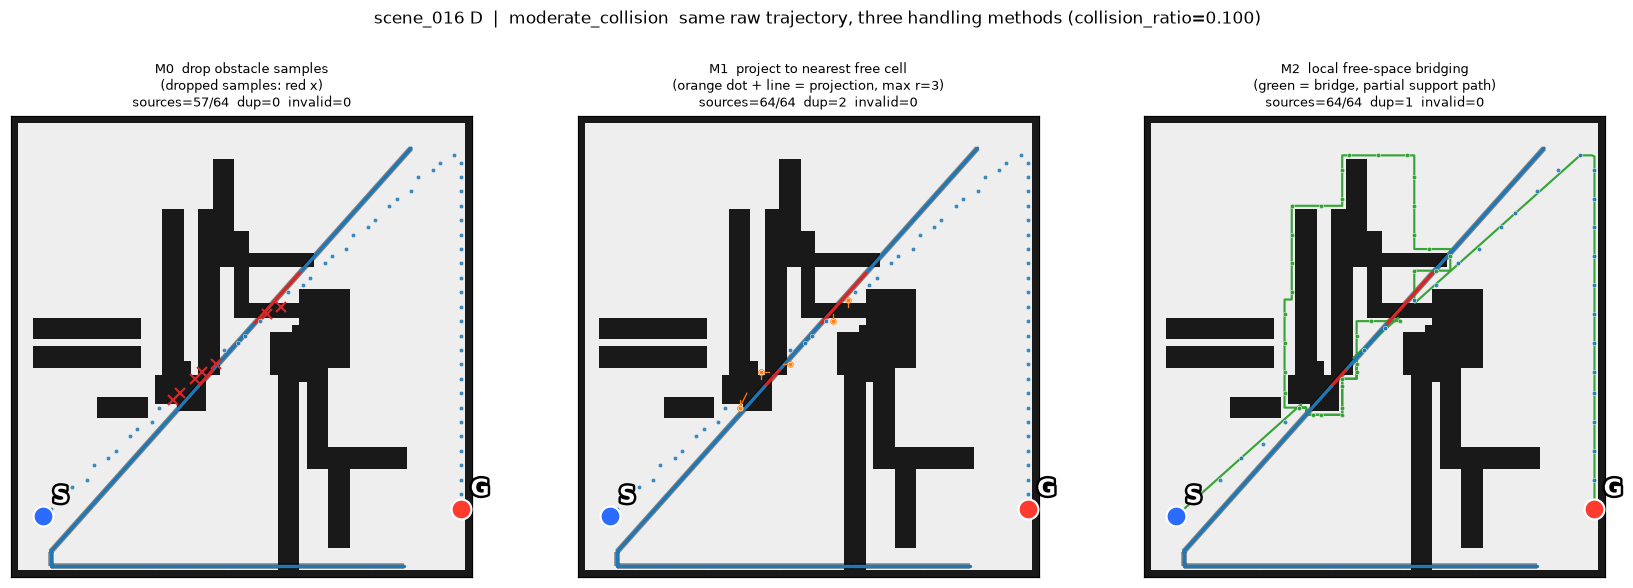 scene_016 D | moderate_collision same raw trajectory, three handling methods (collision_ratio=0.100)
M0 drop obstacle samples
(dropped samples: red x)
sources=57/64 dup=0 invalid=0
M1 project to nearest free cell
(orange dot + line = projection, max r=3)
sources=64/64 dup=2 invalid=0
M2 local free-space bridging
(green = bridge, partial support path)
sources=64/64 dup=1 invalid=0
S
G
S
G
S
G